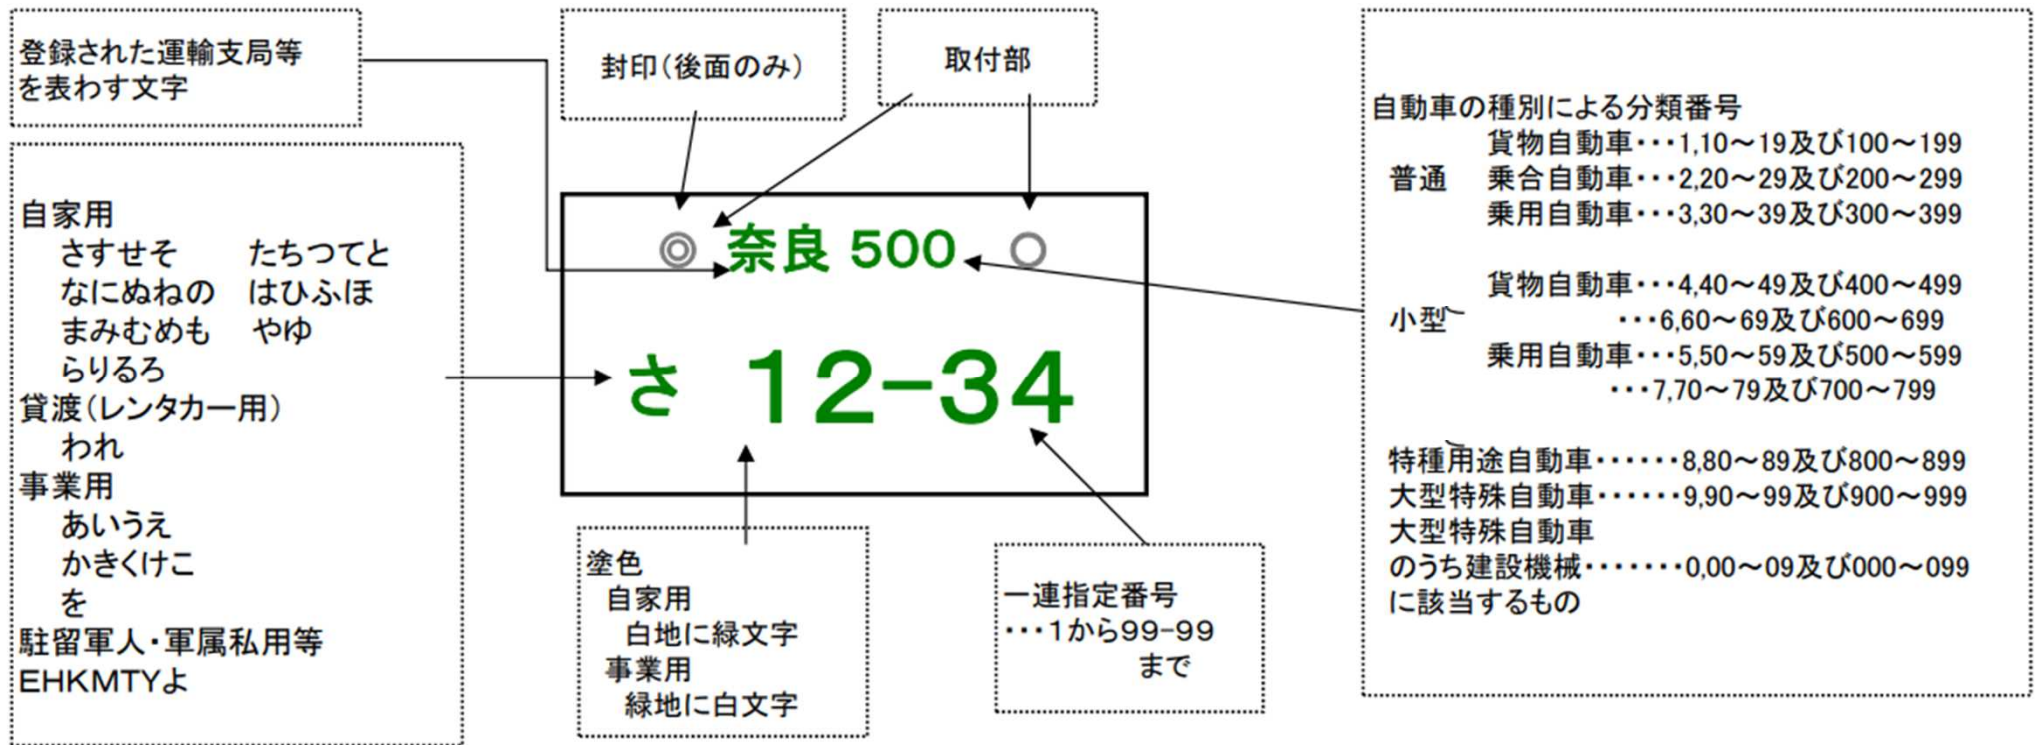 登録された運輸支局等
を表わす文字
封印(後面のみ)
取付部
自家用
さすせそ たちつてと
なにぬねの はひふほ
まみむめも やゆ
らりるろ
貸渡(レンタカー用)
われ
事業用
あいうえ
かきくけこ
を
駐留軍人・軍属私用等
EHKMTYよ
奈良 500
さ 12-34
塗色
自家用
白地に緑文字
事業用
緑地に白文字
一連指定番号
・・・1から99-99
まで
自動車の種別による分類番号
貨物自動車・・・1,10～19及び100～199
普通 乗合自動車・・・2,20～29及び200～299
乗用自動車・・・3,30～39及び300～399
貨物自動車・・・4,40～49及び400～499
小型 ・・・6,60～69及び600～699
乗用自動車・・・5,50～59及び500～599
・・・7,70～79及び700～799
特種用途自動車・・・・・・8,80～89及び800～899
大型特殊自動車・・・・・・9,90～99及び900～999
大型特殊自動車
のうち建設機械・・・・・・・0,00～09及び000～099
に該当するもの